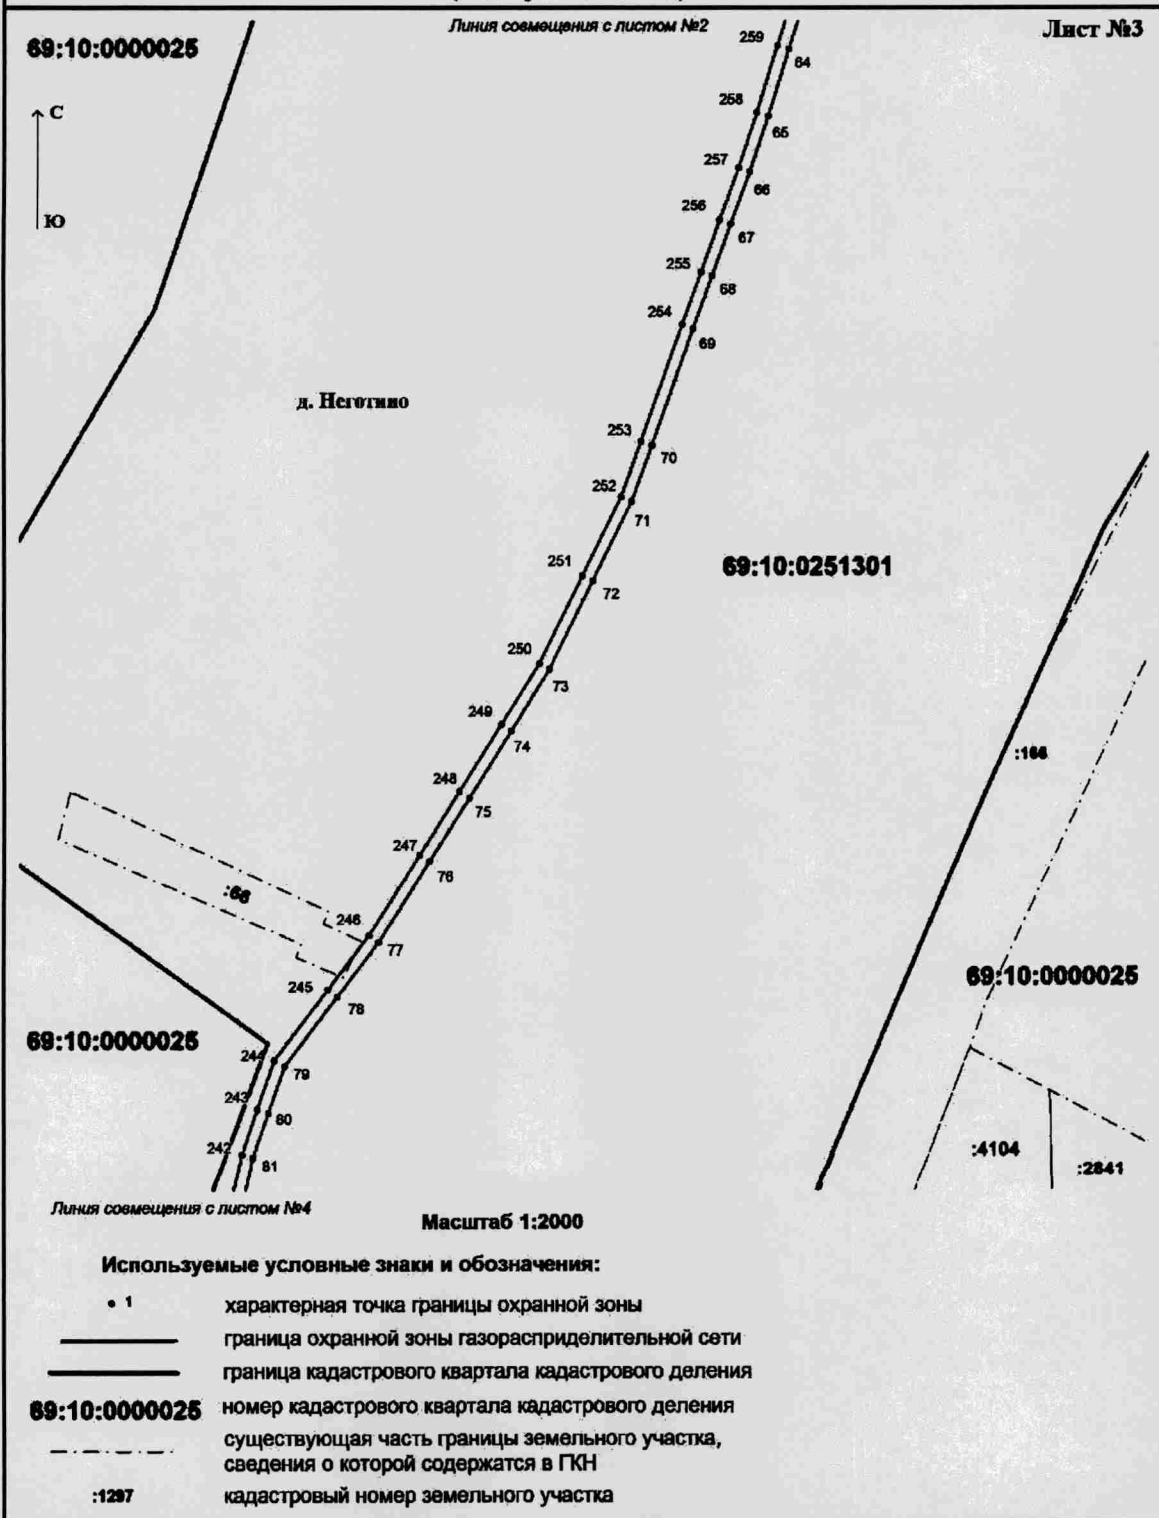 Линия совмещения с листом №2
Лист №3
69:10:0000025
С
Ю
259
64
258
65
257
66
256
67
255
68
254
69
д. Неготино
253
70
252
71
69:10:0251301
251
72
250
73
249
74
:166
248
75
247
76
:66
246
77
69:10:0000025
245
78
69:10:0000025
244
79
243
80
242
81
:4104
:2841
Линия совмещения с листом №4
Масштаб 1:2000
Используемые условные знаки и обозначения:
1 характерная точка границы охранной зоны
граница охранной зоны газорасприделительной сети
граница кадастрового квартала кадастрового деления
69:10:0000025 номер кадастрового квартала кадастрового деления
существующая часть границы земельного участка,
сведения о которой содержатся в ГКН
:1297 кадастровый номер земельного участка